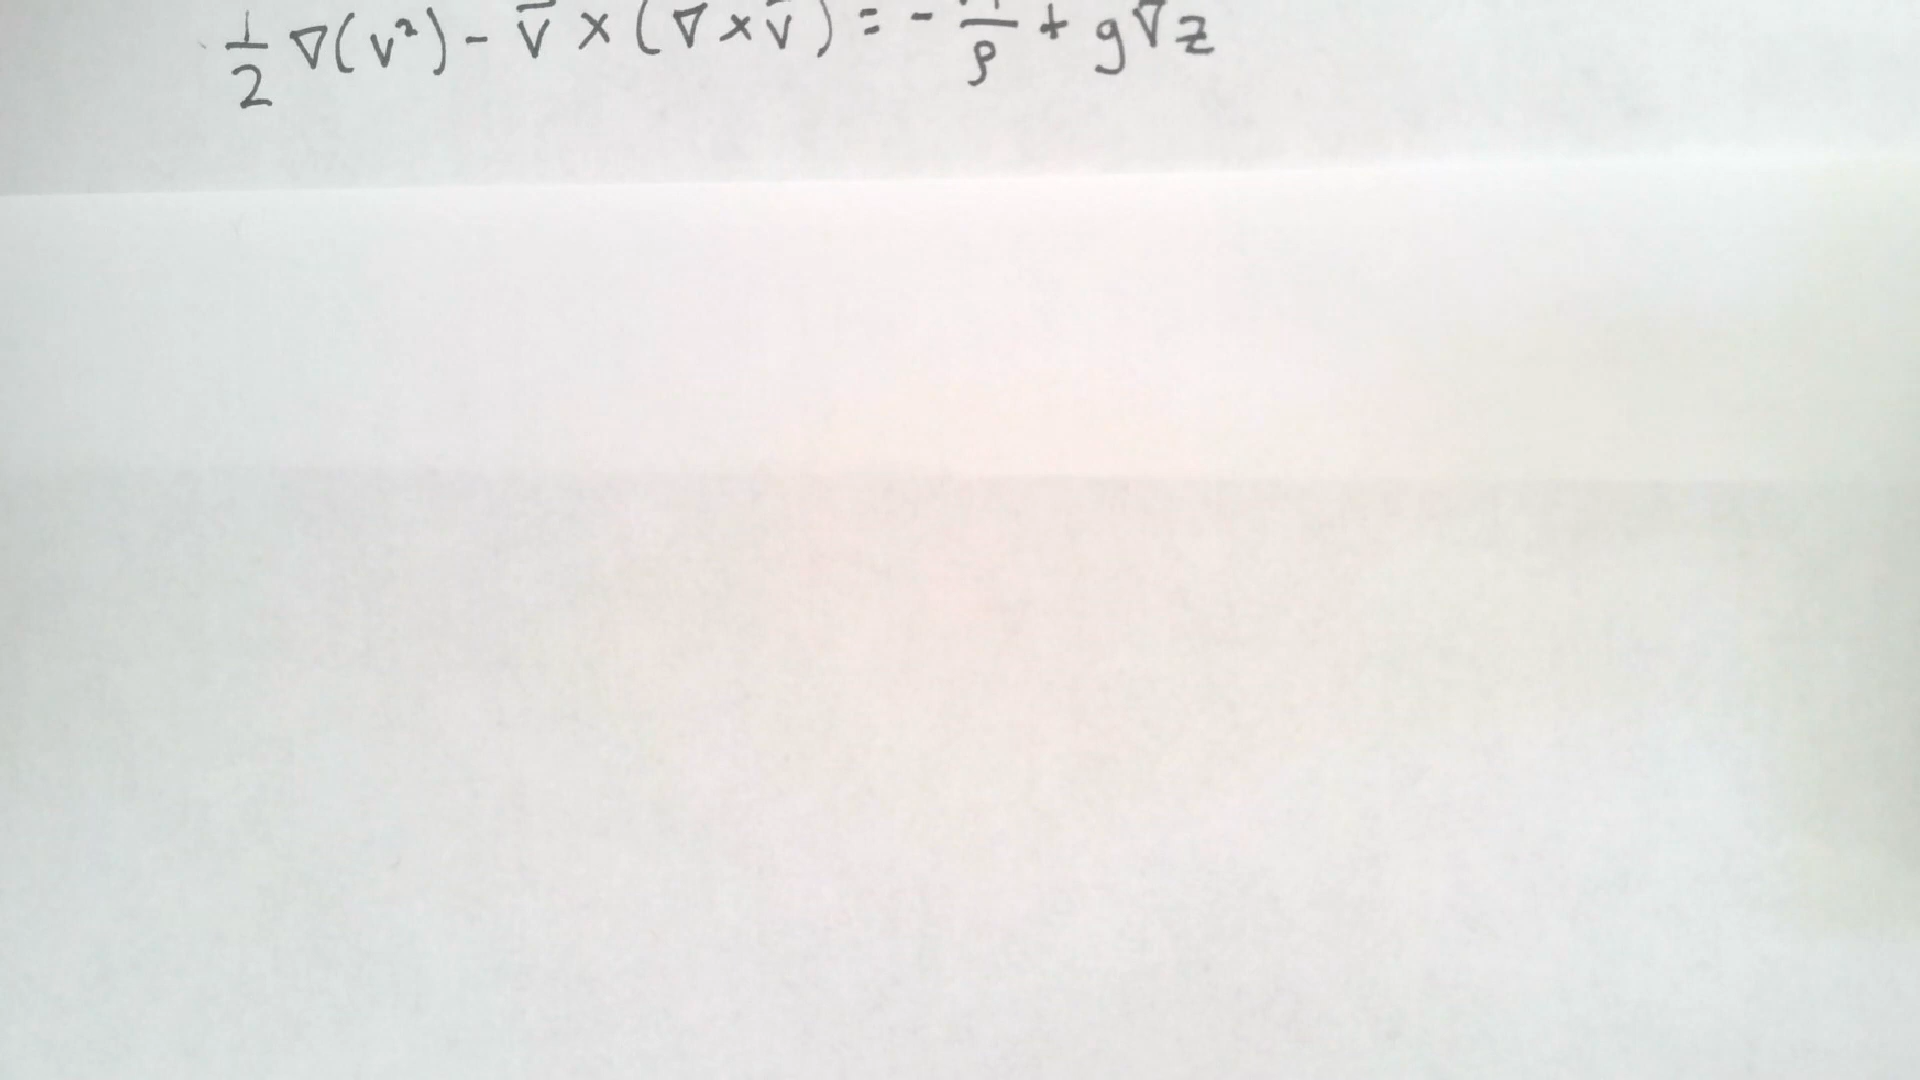 ½ ∇(v²) - v̅ × (∇ × v̅) = - /ρ + g∇z